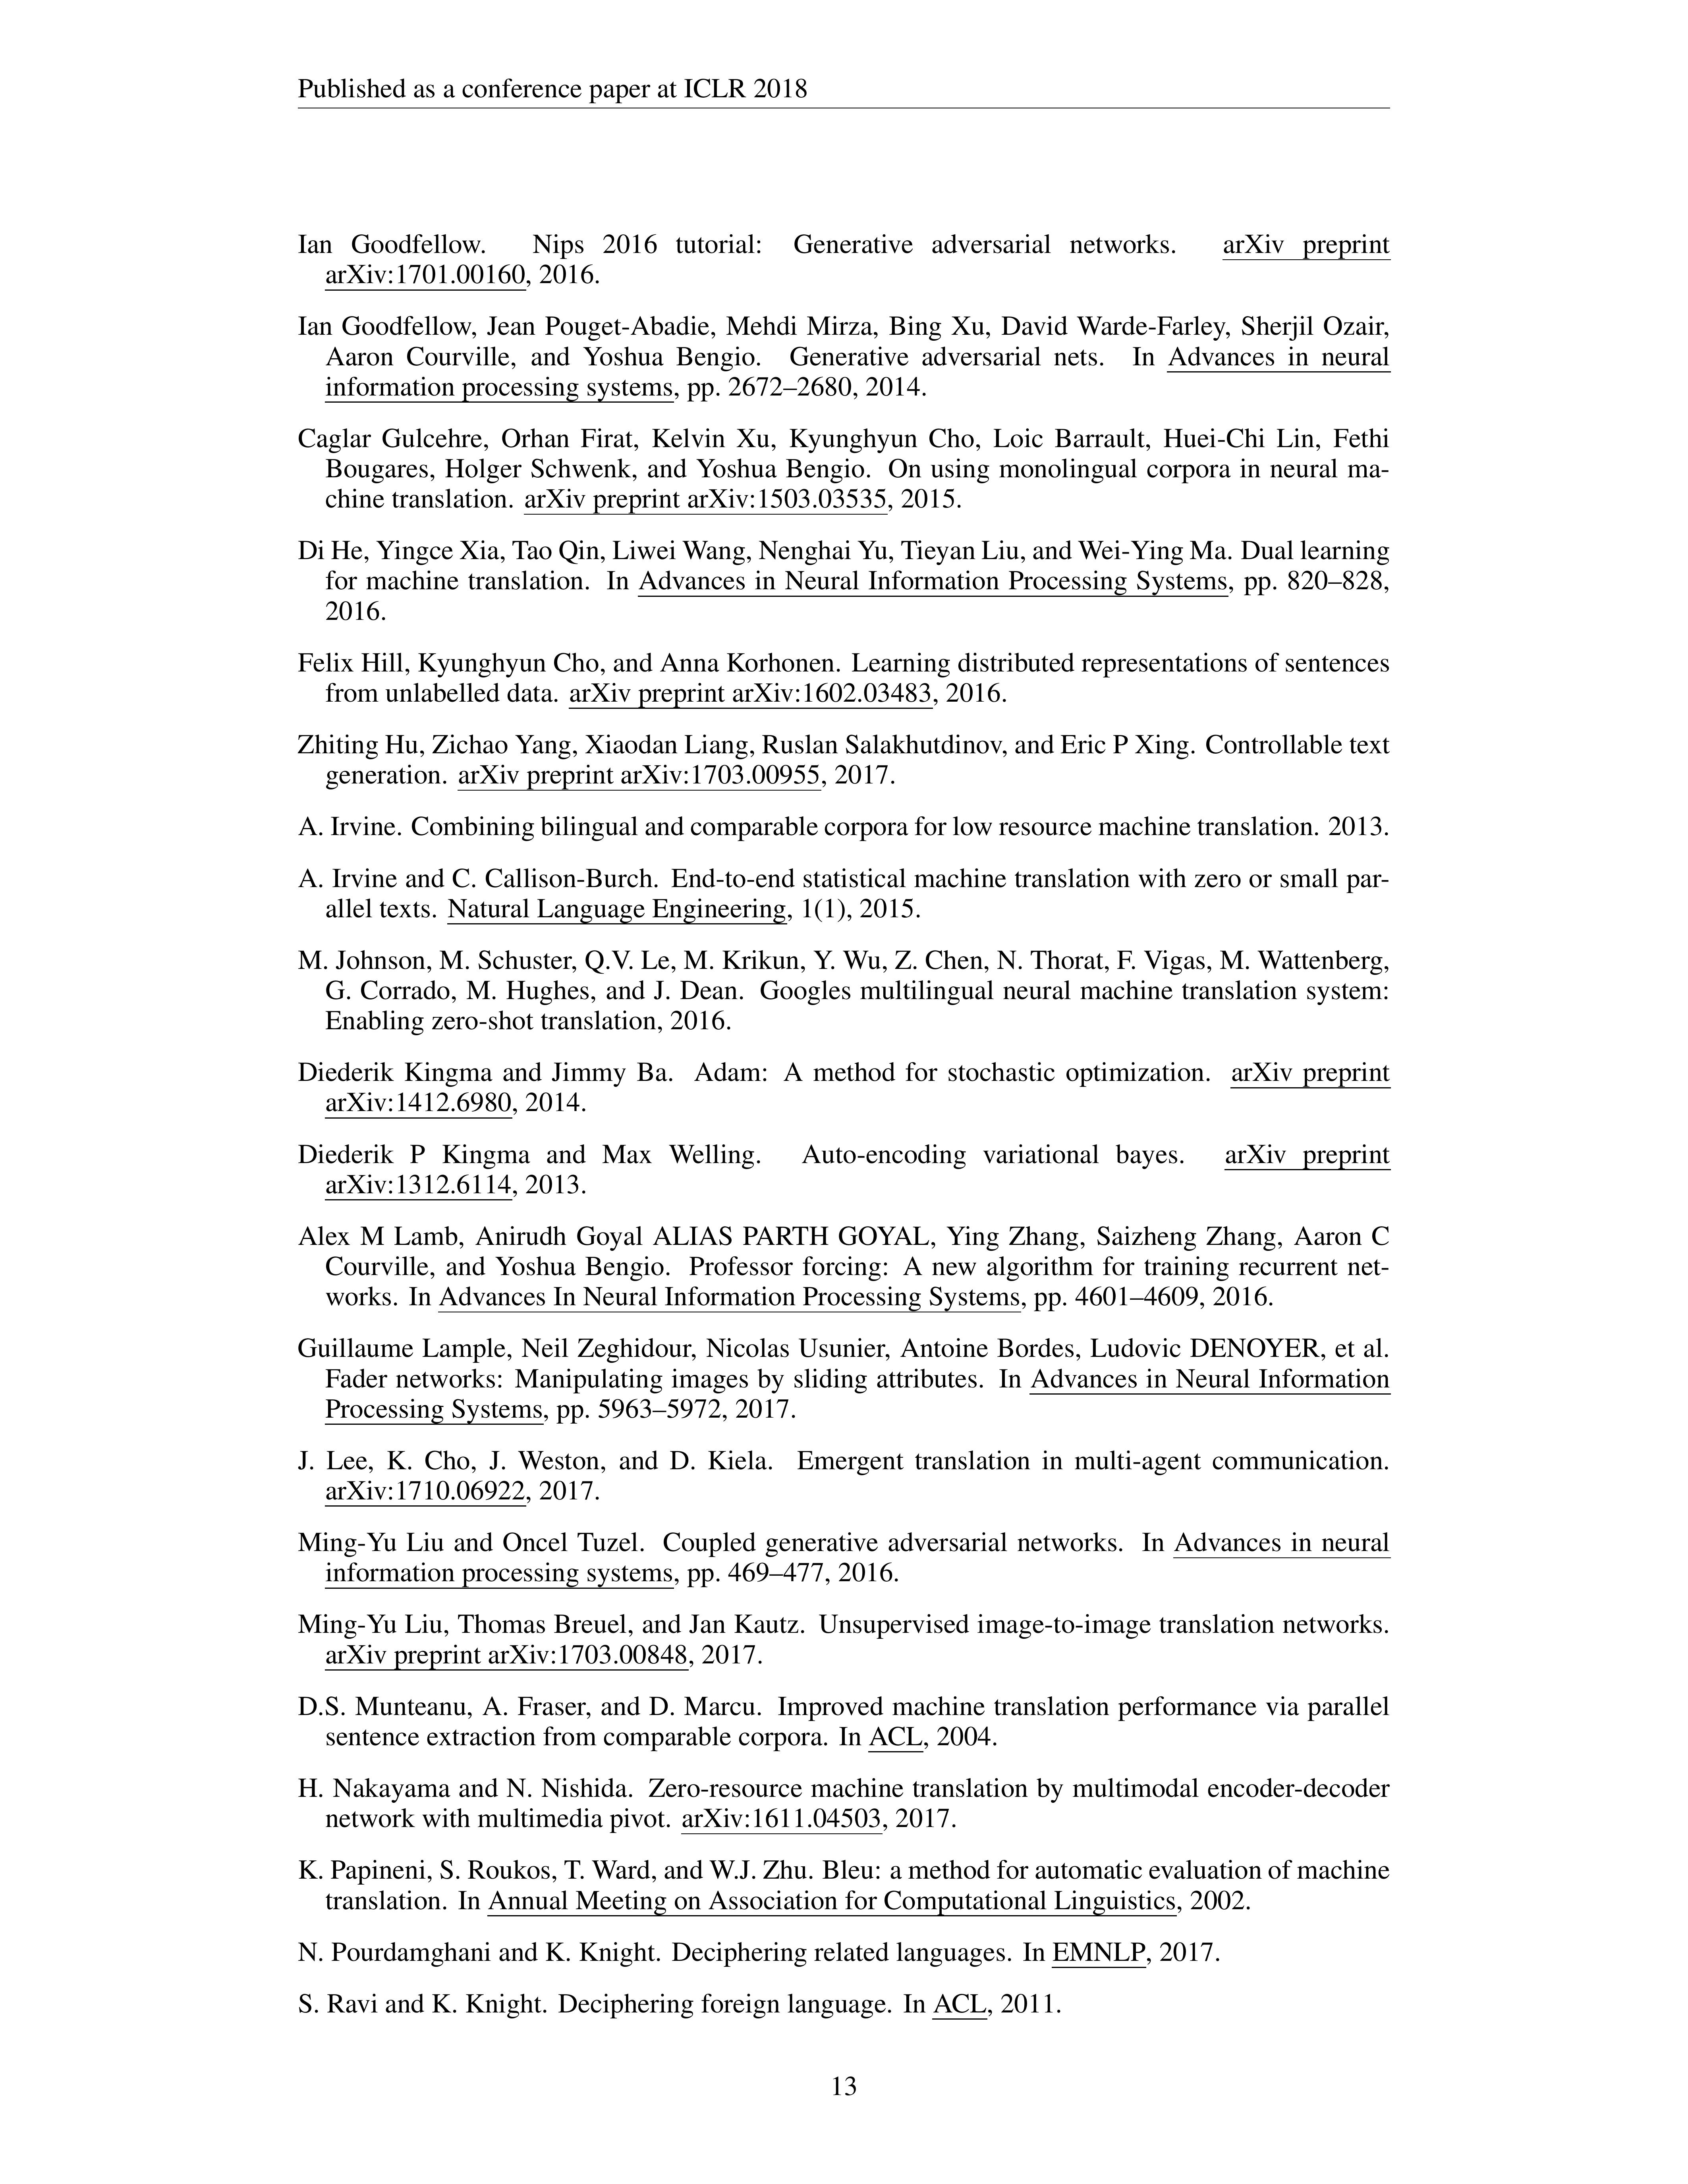 Published as a conference paper at ICLR 2018
Ian Goodfellow. Nips 2016 tutorial: Generative adversarial networks. arXiv preprint
arXiv:1701.00160, 2016.
Ian Goodfellow, Jean Pouget-Abadie, Mehdi Mirza, Bing Xu, David Warde-Farley, Sherjil Ozair,
Aaron Courville, and Yoshua Bengio. Generative adversarial nets. In Advances in neural
information processing systems, pp. 2672–2680, 2014.
Caglar Gulcehre, Orhan Firat, Kelvin Xu, Kyunghyun Cho, Loic Barrault, Huei-Chi Lin, Fethi
Bougares, Holger Schwenk, and Yoshua Bengio. On using monolingual corpora in neural ma-
chine translation. arXiv preprint arXiv:1503.03535, 2015.
Di He, Yingce Xia, Tao Qin, Liwei Wang, Nenghai Yu, Tieyan Liu, and Wei-Ying Ma. Dual learning
for machine translation. In Advances in Neural Information Processing Systems, pp. 820–828,
2016.
Felix Hill, Kyunghyun Cho, and Anna Korhonen. Learning distributed representations of sentences
from unlabelled data. arXiv preprint arXiv:1602.03483, 2016.
Zhiting Hu, Zichao Yang, Xiaodan Liang, Ruslan Salakhutdinov, and Eric P Xing. Controllable text
generation. arXiv preprint arXiv:1703.00955, 2017.
A. Irvine. Combining bilingual and comparable corpora for low resource machine translation. 2013.
A. Irvine and C. Callison-Burch. End-to-end statistical machine translation with zero or small par-
allel texts. Natural Language Engineering, 1(1), 2015.
M. Johnson, M. Schuster, Q.V. Le, M. Krikun, Y. Wu, Z. Chen, N. Thorat, F. Vigas, M. Wattenberg,
G. Corrado, M. Hughes, and J. Dean. Googles multilingual neural machine translation system:
Enabling zero-shot translation, 2016.
Diederik Kingma and Jimmy Ba. Adam: A method for stochastic optimization. arXiv preprint
arXiv:1412.6980, 2014.
Diederik P Kingma and Max Welling. Auto-encoding variational bayes. arXiv preprint
arXiv:1312.6114, 2013.
Alex M Lamb, Anirudh Goyal ALIAS PARTH GOYAL, Ying Zhang, Saizheng Zhang, Aaron C
Courville, and Yoshua Bengio. Professor forcing: A new algorithm for training recurrent net-
works. In Advances In Neural Information Processing Systems, pp. 4601–4609, 2016.
Guillaume Lample, Neil Zeghidour, Nicolas Usunier, Antoine Bordes, Ludovic DENOYER, et al.
Fader networks: Manipulating images by sliding attributes. In Advances in Neural Information
Processing Systems, pp. 5963–5972, 2017.
J. Lee, K. Cho, J. Weston, and D. Kiela. Emergent translation in multi-agent communication.
arXiv:1710.06922, 2017.
Ming-Yu Liu and Oncel Tuzel. Coupled generative adversarial networks. In Advances in neural
information processing systems, pp. 469–477, 2016.
Ming-Yu Liu, Thomas Breuel, and Jan Kautz. Unsupervised image-to-image translation networks.
arXiv preprint arXiv:1703.00848, 2017.
D.S. Munteanu, A. Fraser, and D. Marcu. Improved machine translation performance via parallel
sentence extraction from comparable corpora. In ACL, 2004.
H. Nakayama and N. Nishida. Zero-resource machine translation by multimodal encoder-decoder
network with multimedia pivot. arXiv:1611.04503, 2017.
K. Papineni, S. Roukos, T. Ward, and W.J. Zhu. Bleu: a method for automatic evaluation of machine
translation. In Annual Meeting on Association for Computational Linguistics, 2002.
N. Pourdamghani and K. Knight. Deciphering related languages. In EMNLP, 2017.
S. Ravi and K. Knight. Deciphering foreign language. In ACL, 2011.
13